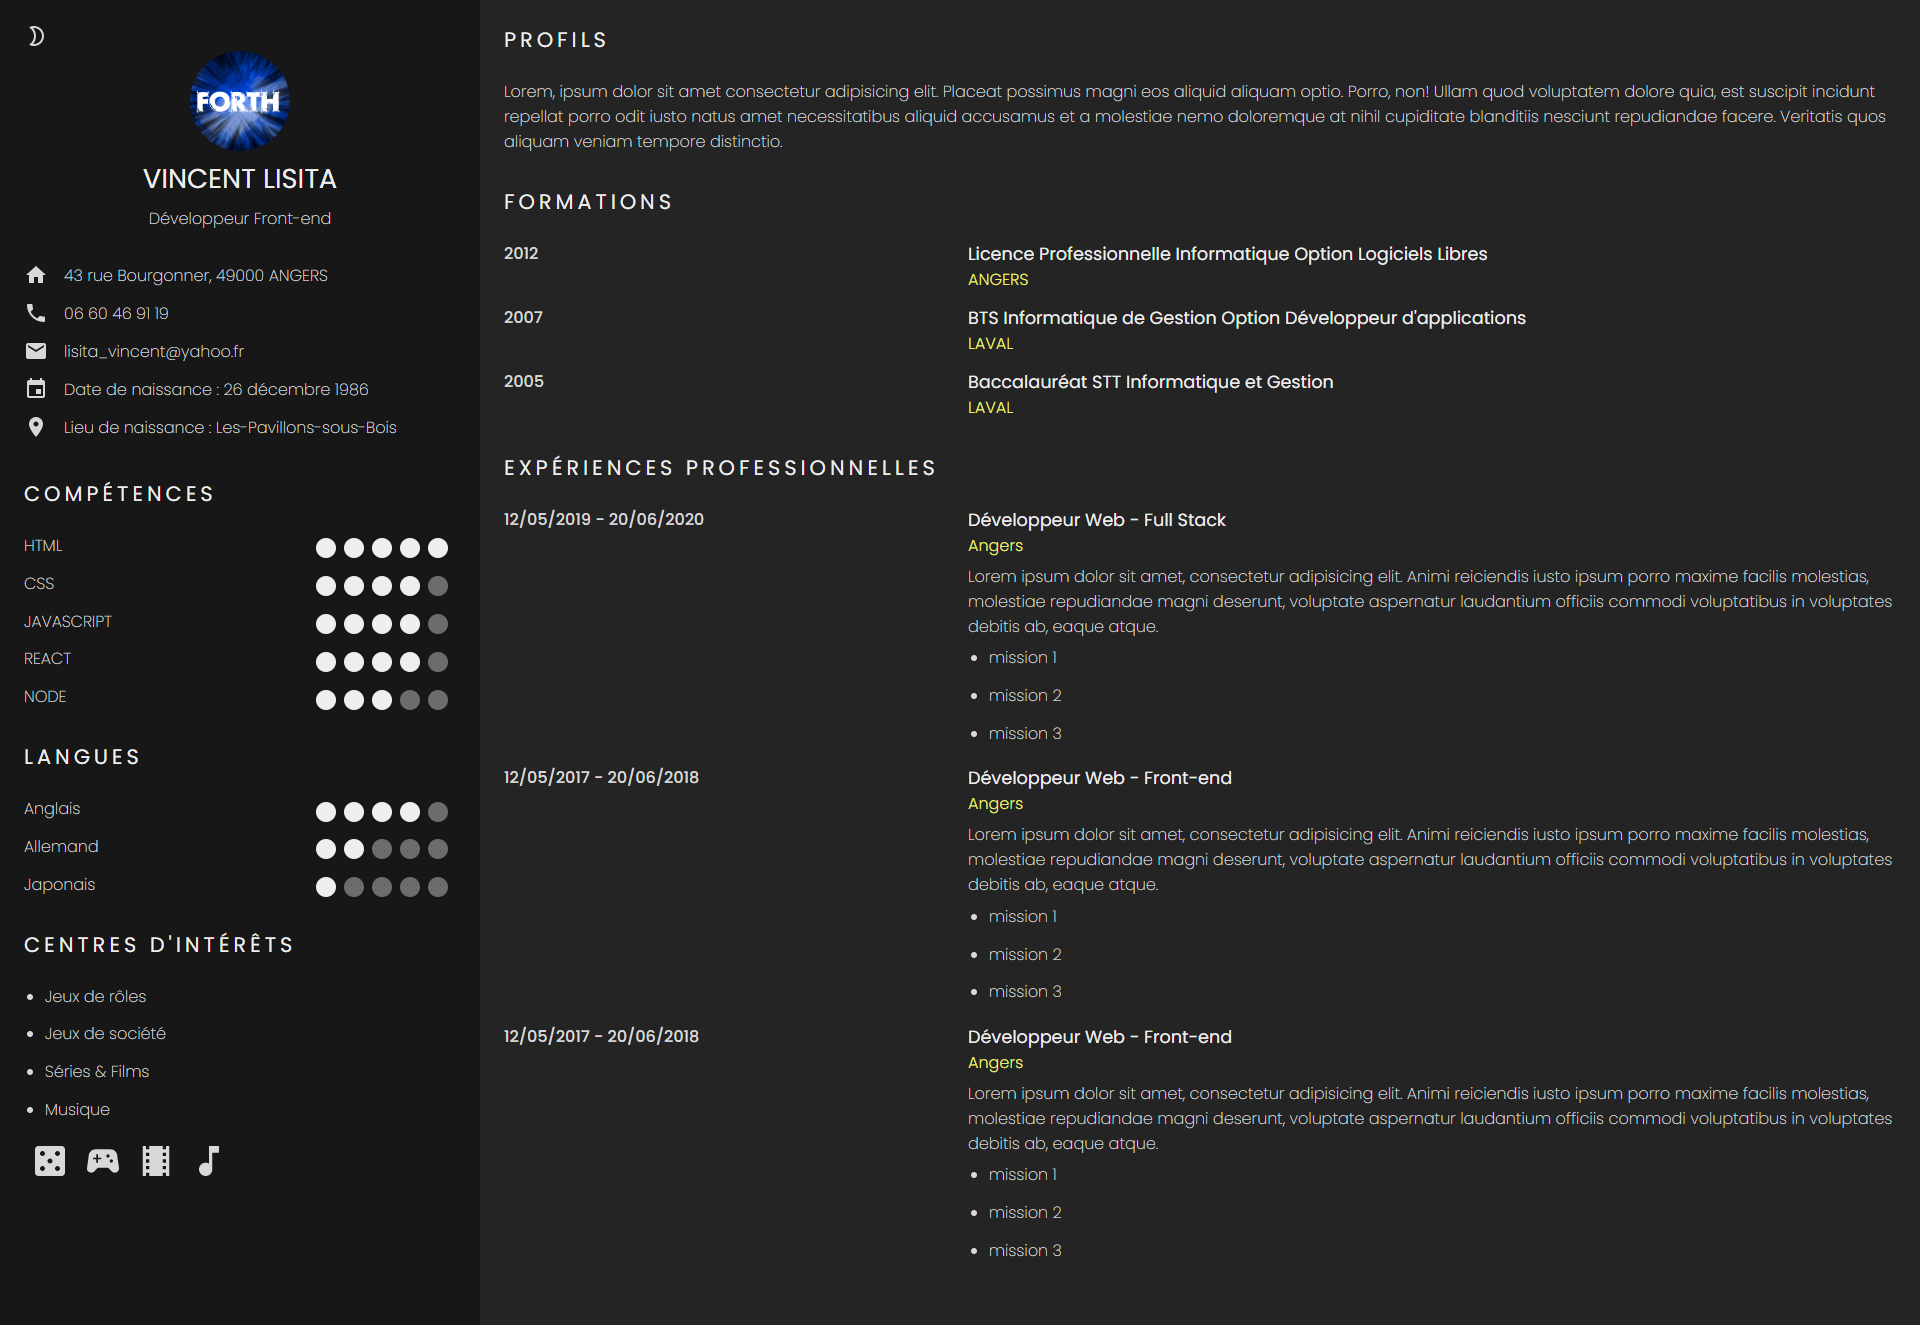 FORTH
VINCENT LISITA
Développeur Front-end
43 rue Bourgonner, 49000 ANGERS
06 60 46 91 19
lisita_vincent@yahoo.fr
Date de naissance : 26 décembre 1986
Lieu de naissance : Les-Pavillons-sous-Bois
COMPÉTENCES
HTML
CSS
JAVASCRIPT
REACT
NODE
LANGUES
Anglais
Allemand
Japonais
CENTRES D'INTÉRÊTS
Jeux de rôles
Jeux de société
Séries & Films
Musique
PROFILS
Lorem, ipsum dolor sit amet consectetur adipisicing elit. Placeat possimus magni eos aliquid aliquam optio. Porro, non! Ullam quod voluptatem dolore quia, est suscipit incidunt
repellat porro odit iusto natus amet necessitatibus aliquid accusamus et a molestiae nemo doloremque at nihil cupiditate blanditiis nesciunt repudiandae facere. Veritatis quos
aliquam veniam tempore distinctio.
FORMATIONS
2012
Licence Professionnelle Informatique Option Logiciels Libres
ANGERS
2007
BTS Informatique de Gestion Option Développeur d'applications
LAVAL
2005
Baccalauréat STT Informatique et Gestion
LAVAL
EXPÉRIENCES PROFESSIONNELLES
12/05/2019 - 20/06/2020
Développeur Web - Full Stack
Angers
Lorem ipsum dolor sit amet, consectetur adipisicing elit. Animi reiciendis iusto ipsum porro maxime facilis molestias,
molestiae repudiandae magni deserunt, voluptate aspernatur laudantium officiis commodi voluptatibus in voluptates
debitis ab, eaque atque.
mission 1
mission 2
mission 3
12/05/2017 - 20/06/2018
Développeur Web - Front-end
Angers
Lorem ipsum dolor sit amet, consectetur adipisicing elit. Animi reiciendis iusto ipsum porro maxime facilis molestias,
molestiae repudiandae magni deserunt, voluptate aspernatur laudantium officiis commodi voluptatibus in voluptates
debitis ab, eaque atque.
mission 1
mission 2
mission 3
12/05/2017 - 20/06/2018
Développeur Web - Front-end
Angers
Lorem ipsum dolor sit amet, consectetur adipisicing elit. Animi reiciendis iusto ipsum porro maxime facilis molestias,
molestiae repudiandae magni deserunt, voluptate aspernatur laudantium officiis commodi voluptatibus in voluptates
debitis ab, eaque atque.
mission 1
mission 2
mission 3